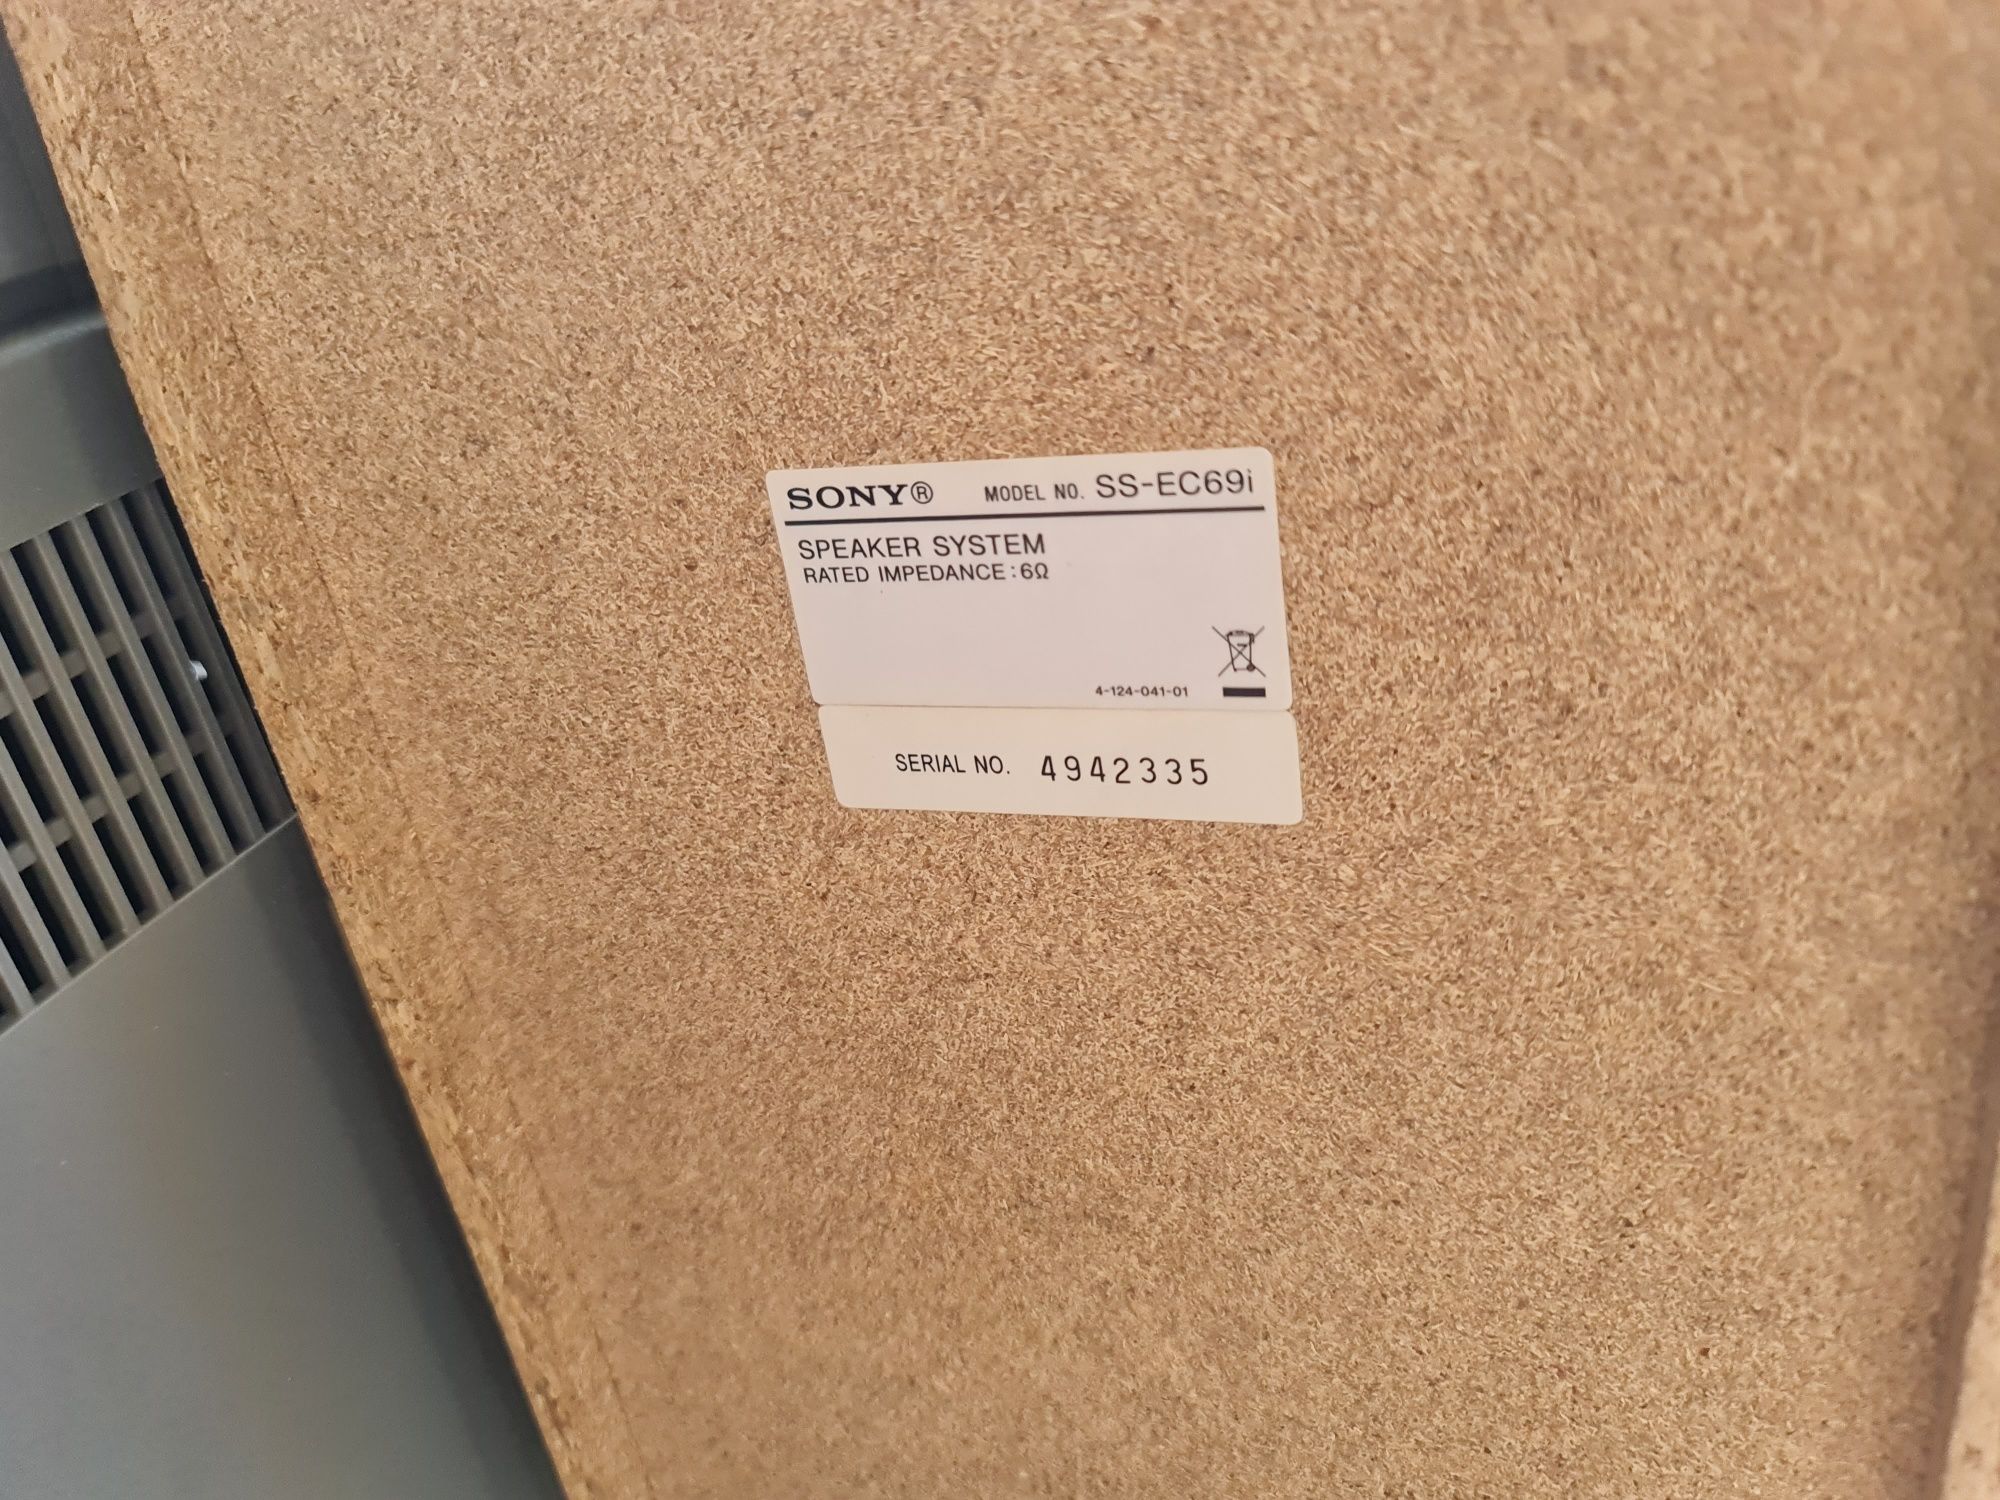 SONY® MODEL NO. SS-EC69i
SPEAKER SYSTEM
RATED IMPEDANCE:6Ω
4-124-041-01
SERIAL NO. 4942335